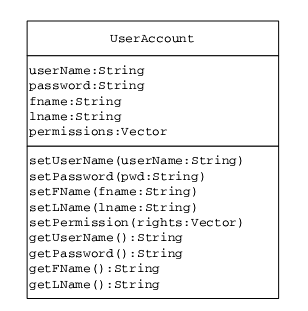 UserAccount
userName:String
password:String
fname:String
lname:String
permissions:Vector
setUserName(userName:String)
setPassword(pwd:String)
setFName(fname:String)
setLName(lname:String)
setPermission(rights:Vector)
getUserName():String
getPassword():String
getFName():String
getLName():String